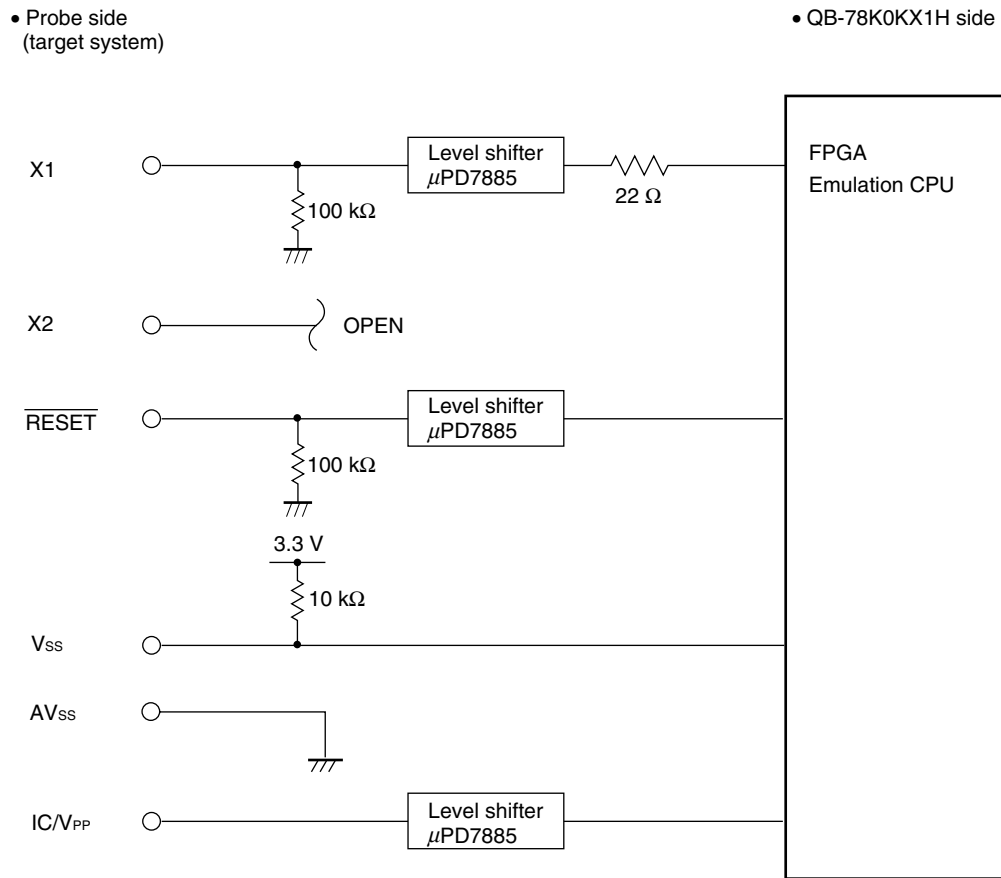 • Probe side
(target system)
• QB-78K0KX1H side
X1
Level shifter
μPD7885
22 Ω
100 kΩ
FPGA
Emulation CPU
X2
OPEN
RESET
Level shifter
μPD7885
100 kΩ
3.3 V
10 kΩ
VSS
AVSS
IC/VPP
Level shifter
μPD7885